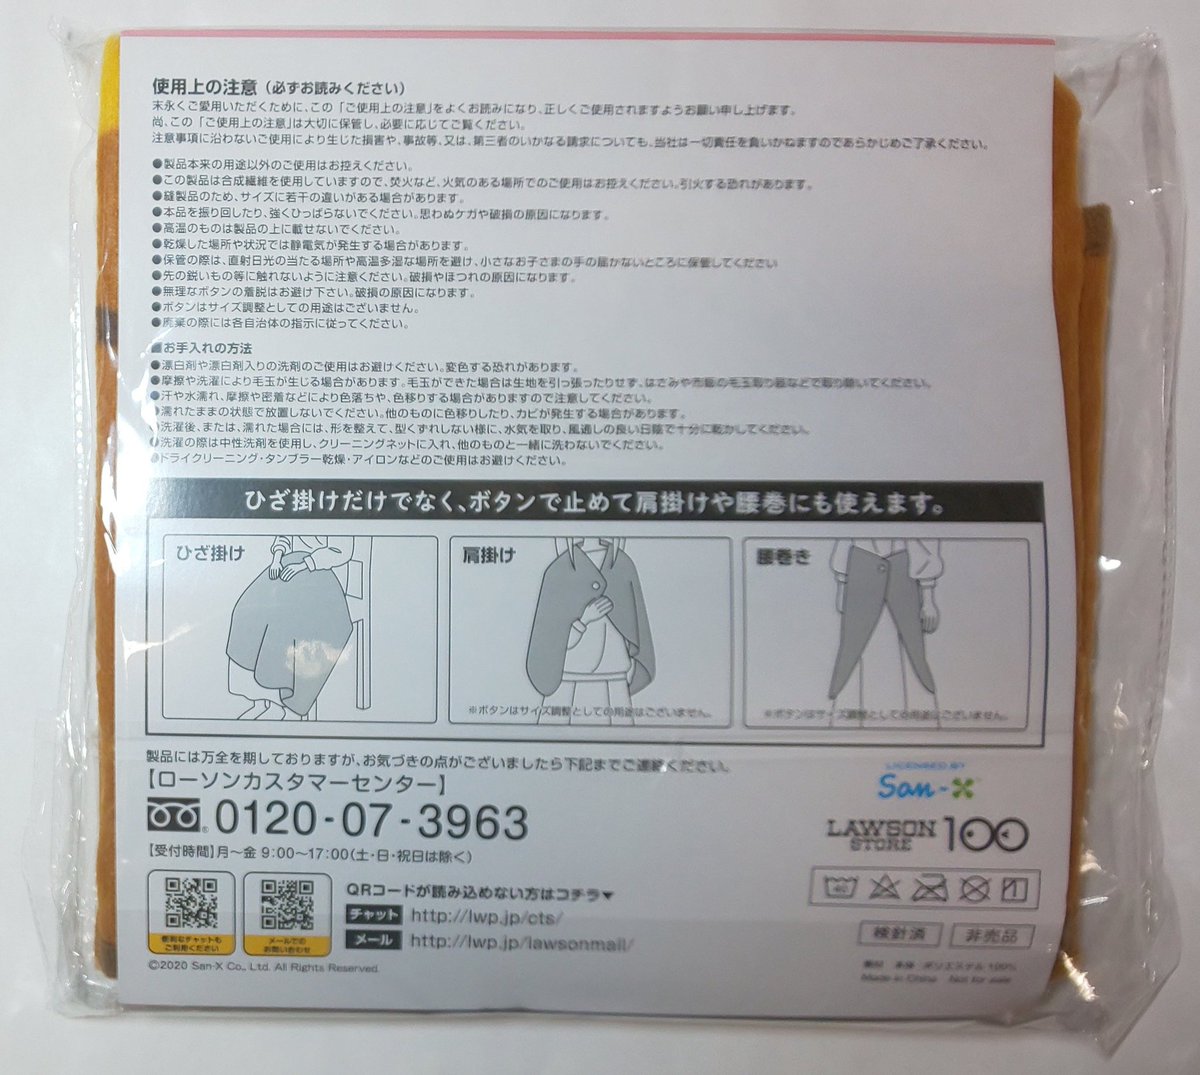 使用上の注意（必ずお読みください）
末永くご愛用いただくために、この「ご使用上の注意」をよくお読みになり、正しくご使用されますようお願い申し上げます。
尚、この「ご使用上の注意」は大切に保管し、必要に応じてご覧ください。
注意事項に沿わないご使用により生じた損害や、事故等、又は、第三者のいかなる請求についても、当社は一切責任を負いかねますのであらかじめご了承ください。
●製品本来の用途以外のご使用はお控えください。
●この製品は合成繊維を使用していますので、焚火など、火気のある場所でのご使用はお控えください。引火する恐れがあります。
●縫製品のため、サイズに若干の違いがある場合があります。
●本品を振り回したり、強くひっぱらないでください。思わぬケガや破損の原因になります。
●高温のものは製品の上に載せないでください。
●乾燥した場所や状況では静電気が発生する場合があります。
●保管の際は、直射日光の当たる場所や高温多湿な場所を避け、小さなお子さまの手の届かないところに保管してください
●先の鋭いもの等に触れないように注意ください。破損やほつれの原因になります。
●無理なボタンの着脱はお避け下さい。破損の原因になります。
●ボタンはサイズ調整としての用途はございません。
●廃棄の際には各自治体の指示に従ってください。
■お手入れの方法
●漂白剤や漂白剤入りの洗剤のご使用はお避けください。変色する恐れがあります。
●摩擦や洗濯により毛玉が生じる場合があります。毛玉ができた場合は生地を引っ張ったりせず、はさみや市販の毛玉取り器などで取り除いてください。
●汗や水濡れ、摩擦や密着などにより色落ちや、色移りする場合がありますので注意してください。
●濡れたままの状態で放置しないでください。他のものに色移りしたり、カビが発生する場合があります。
●洗濯後、または、濡れた場合には、形を整えて、型くずれしない様に、水気を取り、風通しの良い日陰で十分に乾かしてください。
●洗濯の際は中性洗剤を使用し、クリーニングネットに入れ、他のものと一緒に洗わないでください。
●ドライクリーニング・タンブラー乾燥・アイロンなどのご使用はお避けください。
ひざ掛けだけでなく、ボタンで止めて肩掛けや腰巻にも使えます。
ひざ掛け
肩掛け
※ボタンはサイズ調整としての用途はございません。
腰巻き
※ボタンはサイズ調整としての用途はございません。
製品には万全を期しておりますが、お気づきの点がございましたら下記までご連絡ください。
【ローソンカスタマーセンター】
0120-07-3963
【受付時間】月～金 9:00～17:00（土・日・祝日は除く）
便利なチャットも
ご利用ください
メールでの
お問い合わせ
QRコードが読み込めない方はコチラ▼
チャット http://lwp.jp/cts/
メール http://lwp.jp/lawsonmail/
©2020 San-X Co., Ltd. All Rights Reserved.
LICENSED BY
San-X
LAWSON
STORE
100
検針済
非売品
素材 本体 ポリエステル 100%
Made in China Not for sale